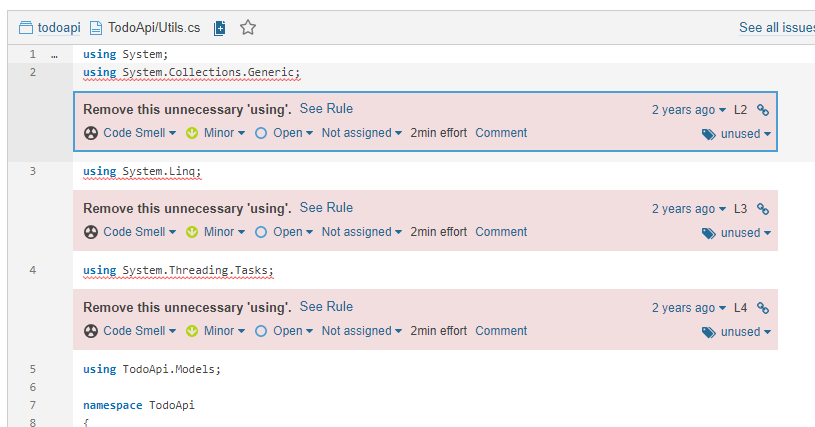 todoapi TodoApi/Utils.cs See all issues
1 … using System;
2 using System.Collections.Generic;
Remove this unnecessary 'using'. See Rule 2 years ago L2
Code Smell Minor Open Not assigned 2min effort Comment unused
3 using System.Linq;
Remove this unnecessary 'using'. See Rule 2 years ago L3
Code Smell Minor Open Not assigned 2min effort Comment unused
4 using System.Threading.Tasks;
Remove this unnecessary 'using'. See Rule 2 years ago L4
Code Smell Minor Open Not assigned 2min effort Comment unused
5 using TodoApi.Models;
6
7 namespace TodoApi
8 {